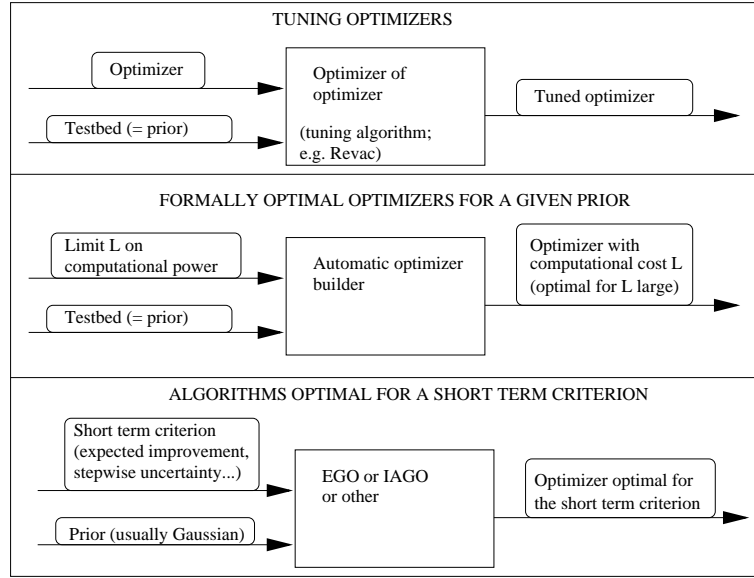 TUNING OPTIMIZERS
Optimizer
Testbed (= prior)
Optimizer of
optimizer
(tuning algorithm;
e.g. Revac)
Tuned optimizer
FORMALLY OPTIMAL OPTIMIZERS FOR A GIVEN PRIOR
Limit L on
computational power
Testbed (= prior)
Automatic optimizer
builder
Optimizer with
computational cost L
(optimal for L large)
ALGORITHMS OPTIMAL FOR A SHORT TERM CRITERION
Short term criterion
(expected improvement,
stepwise uncertainty...)
Prior (usually Gaussian)
EGO or IAGO
or other
Optimizer optimal for
the short term criterion